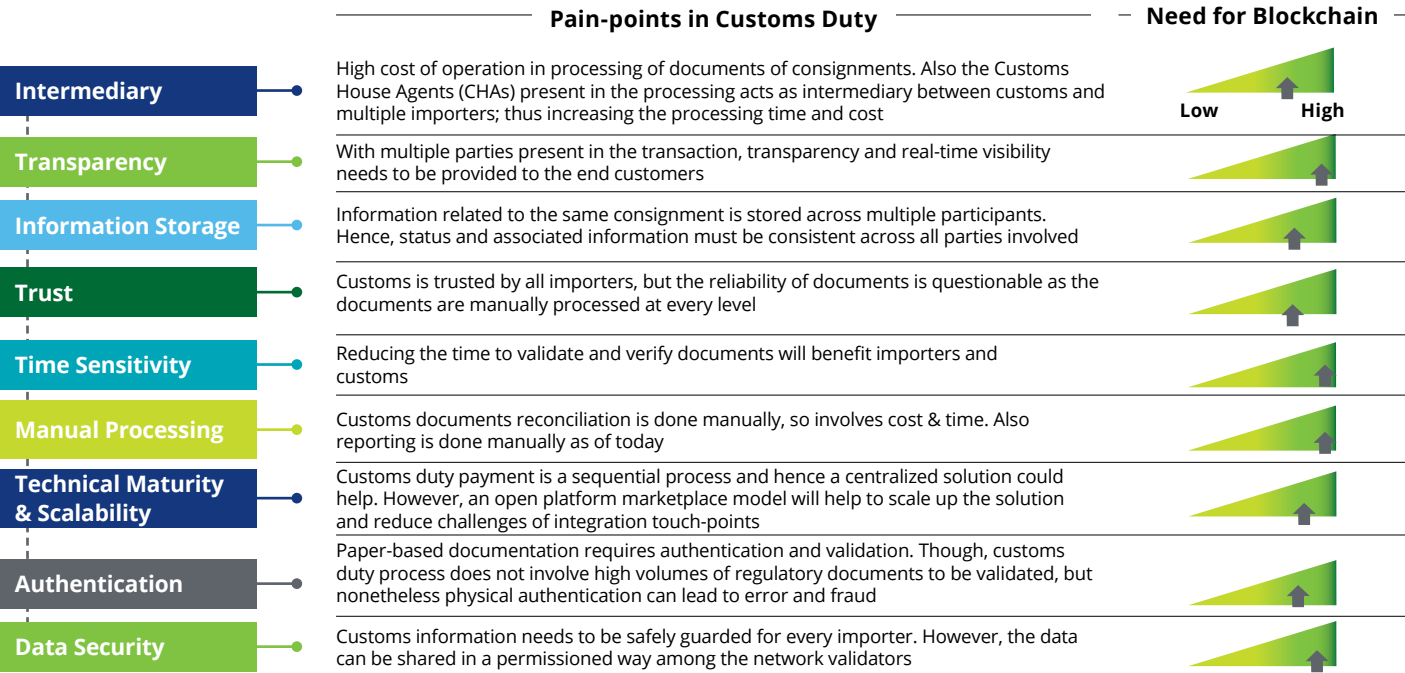 Pain-points in Customs Duty
Need for Blockchain
Intermediary
High cost of operation in processing of documents of consignments. Also the Customs
House Agents (CHAs) present in the processing acts as intermediary between customs and
multiple importers; thus increasing the processing time and cost
Low
High
Transparency
With multiple parties present in the transaction, transparency and real-time visibility
needs to be provided to the end customers
Information Storage
Information related to the same consignment is stored across multiple participants.
Hence, status and associated information must be consistent across all parties involved
Trust
Customs is trusted by all importers, but the reliability of documents is questionable as the
documents are manually processed at every level
Time Sensitivity
Reducing the time to validate and verify documents will benefit importers and
customs
Manual Processing
Customs documents reconciliation is done manually, so involves cost & time. Also
reporting is done manually as of today
Technical Maturity
& Scalability
Customs duty payment is a sequential process and hence a centralized solution could
help. However, an open platform marketplace model will help to scale up the solution
and reduce challenges of integration touch-points
Authentication
Paper-based documentation requires authentication and validation. Though, customs
duty process does not involve high volumes of regulatory documents to be validated, but
nonetheless physical authentication can lead to error and fraud
Data Security
Customs information needs to be safely guarded for every importer. However, the data
can be shared in a permissioned way among the network validators